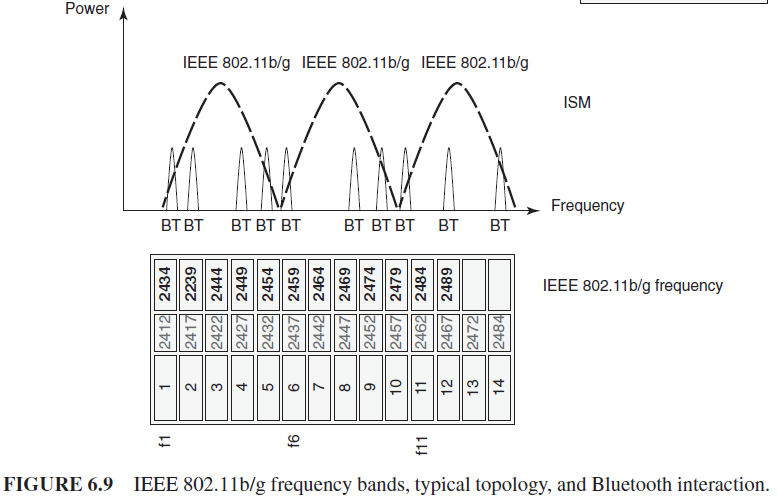 Power
IEEE 802.11b/g IEEE 802.11b/g IEEE 802.11b/g
ISM
Frequency
BT BT BT BT BT BT BT BT BT BT
2434 2239 2444 2449 2454 2459 2464 2469 2474 2479 2484 2489
IEEE 802.11b/g frequency
2412 2417 2422 2427 2432 2437 2442 2447 2452 2457 2462 2467 2472 2484
1 2 3 4 5 6 7 8 9 10 11 12 13 14
f1 f6 f11
FIGURE 6.9 IEEE 802.11b/g frequency bands, typical topology, and Bluetooth interaction.